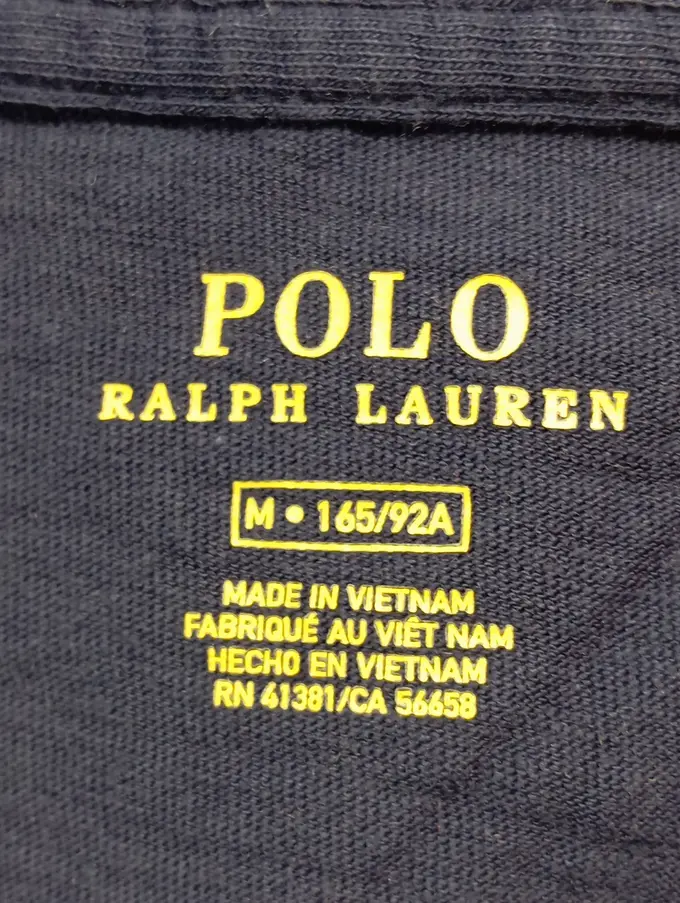 POLO
RALPH LAUREN
M • 165/92A
MADE IN VIETNAM
FABRIQUÉ AU VIÊT NAM
HECHO EN VIETNAM
RN 41381/CA 56658